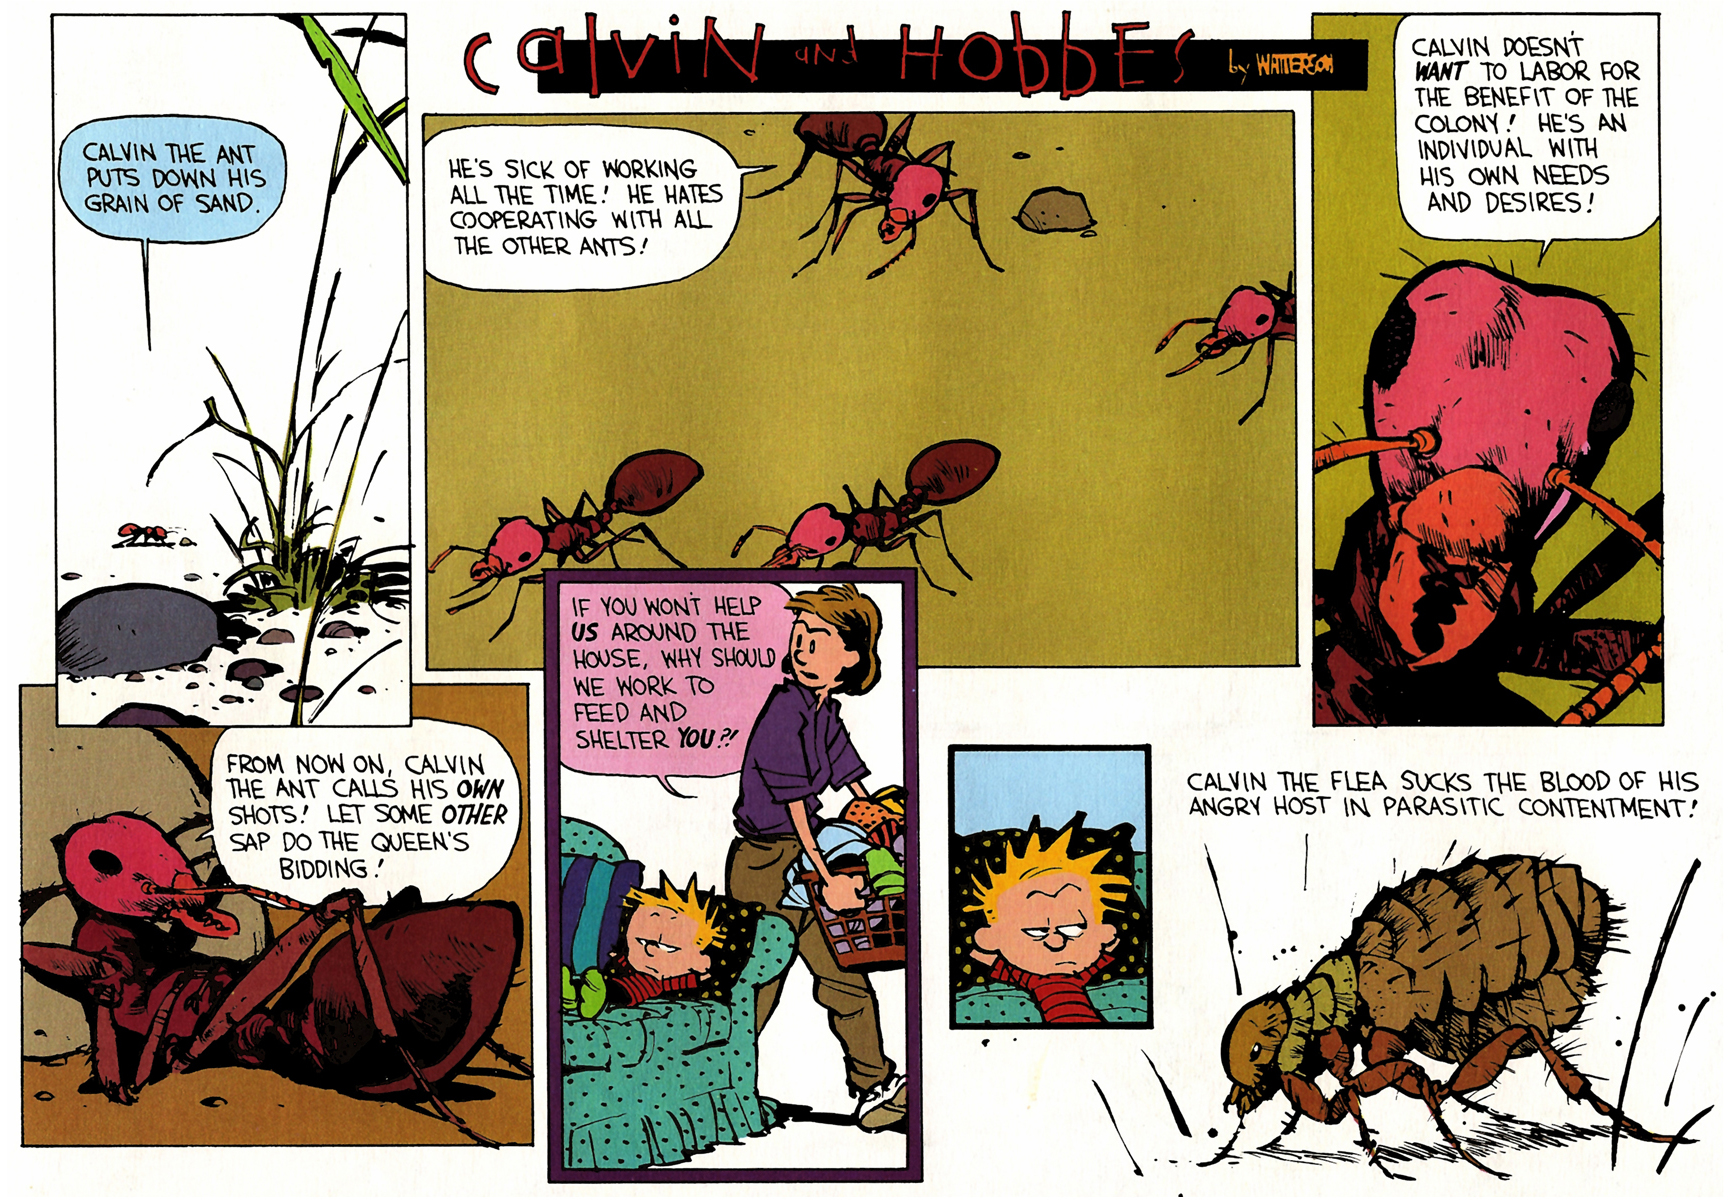 CALVIN and HOBBES
by WATTERSON
CALVIN THE ANT
PUTS DOWN HIS
GRAIN OF SAND.
HE'S SICK OF WORKING
ALL THE TIME! HE HATES
COOPERATING WITH ALL
THE OTHER ANTS!
CALVIN DOESN'T
WANT TO LABOR FOR
THE BENEFIT OF THE
COLONY! HE'S AN
INDIVIDUAL WITH
HIS OWN NEEDS
AND DESIRES!
FROM NOW ON, CALVIN
THE ANT CALLS HIS OWN
SHOTS! LET SOME OTHER
SAP DO THE QUEEN'S
BIDDING!
IF YOU WON'T HELP
US AROUND THE
HOUSE, WHY SHOULD
WE WORK TO
FEED AND
SHELTER YOU?!
CALVIN THE FLEA SUCKS THE BLOOD OF HIS
ANGRY HOST IN PARASITIC CONTENTMENT!